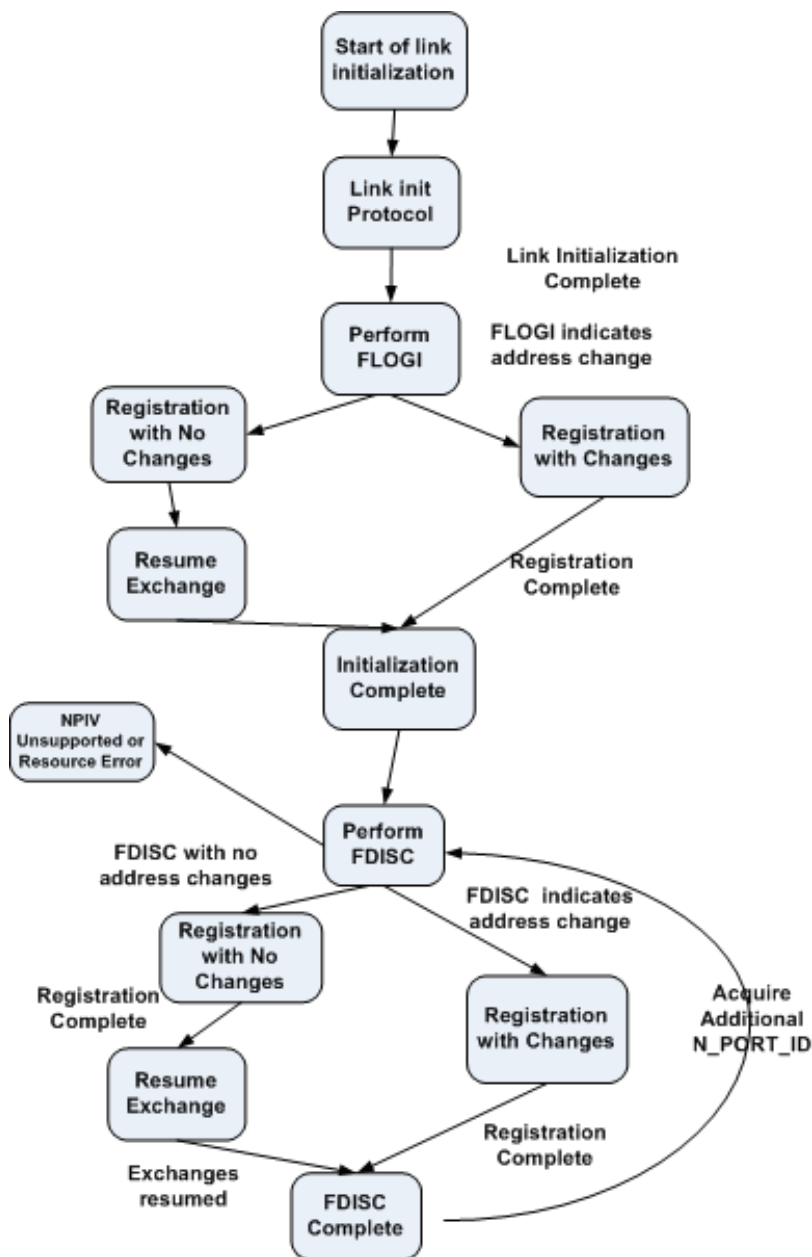 Start of link
initialization
Link init
Protocol
Link Initialization
Complete
Perform
FLOGI
FLOGI indicates
address change
Registration
with No
Changes
Registration
with Changes
Resume
Exchange
Registration
Complete
Initialization
Complete
NPIV
Unsupported or
Resource Error
Perform
FDISC
FDISC with no
address changes
FDISC indicates
address change
Registration
with No
Changes
Registration
Complete
Registration
with Changes
Acquire
Additional
N_PORT_ID
Resume
Exchange
Registration
Complete
Exchanges
resumed
FDISC
Complete